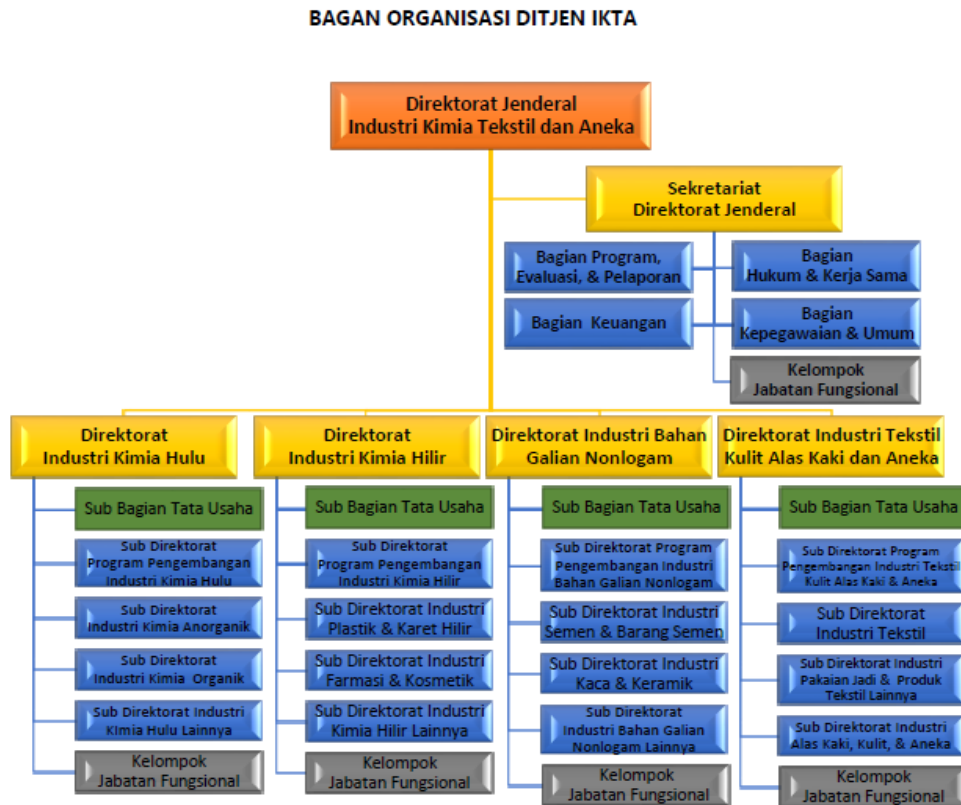 BAGAN ORGANISASI DITJEN IKTA
Direktorat Jenderal
Industri Kimia Tekstil dan Aneka
Sekretariat
Direktorat Jenderal
Bagian Program,
Evaluasi, & Pelaporan
Bagian
Hukum & Kerja Sama
Bagian Keuangan
Bagian
Kepegawaian & Umum
Kelompok
Jabatan Fungsional
Direktorat
Industri Kimia Hulu
Sub Bagian Tata Usaha
Sub Direktorat
Program Pengembangan
Industri Kimia Hulu
Sub Direktorat
Industri Kimia Anorganik
Sub Direktorat
Industri Kimia Organik
Sub Direktorat Industri
Kimia Hulu Lainnya
Kelompok
Jabatan Fungsional
Direktorat
Industri Kimia Hilir
Sub Bagian Tata Usaha
Sub Direktorat
Program Pengembangan
Industri Kimia Hilir
Sub Direktorat Industri
Plastik & Karet Hilir
Sub Direktorat Industri
Farmasi & Kosmetik
Sub Direktorat Industri
Kimia Hilir Lainnya
Kelompok
Jabatan Fungsional
Direktorat Industri Bahan
Galian Nonlogam
Sub Bagian Tata Usaha
Sub Direktorat Program
Pengembangan Industri
Bahan Galian Nonlogam
Sub Direktorat Industri
Semen & Barang Semen
Sub Direktorat Industri
Kaca & Keramik
Sub Direktorat
Industri Bahan Galian
Nonlogam Lainnya
Kelompok
Jabatan Fungsional
Direktorat Industri Tekstil
Kulit Alas Kaki dan Aneka
Sub Bagian Tata Usaha
Sub Direktorat Program
Pengembangan Industri Tekstil
Kulit Alas Kaki & Aneka
Sub Direktorat
Industri Tekstil
Sub Direktorat Industri
Pakaian Jadi & Produk
Tekstil Lainnya
Sub Direktorat Industri
Alas Kaki, Kulit, & Aneka
Kelompok
Jabatan Fungsional